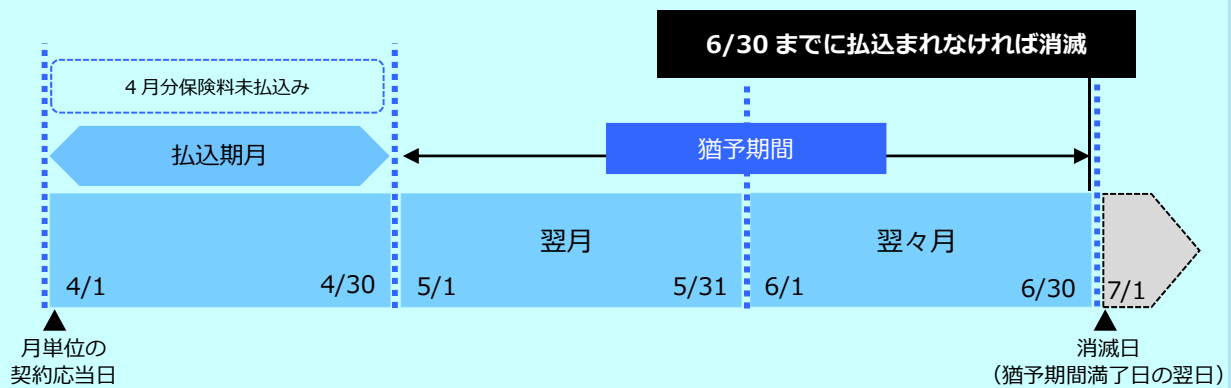 6/30 までに払込まれなければ消滅
4 月分保険料未払込み
払込期月
猶予期間
翌月
翌々月
4/1
4/30
5/1
5/31
6/1
6/30
7/1
月単位の
契約応当日
消滅日
（猶予期間満了日の翌日）